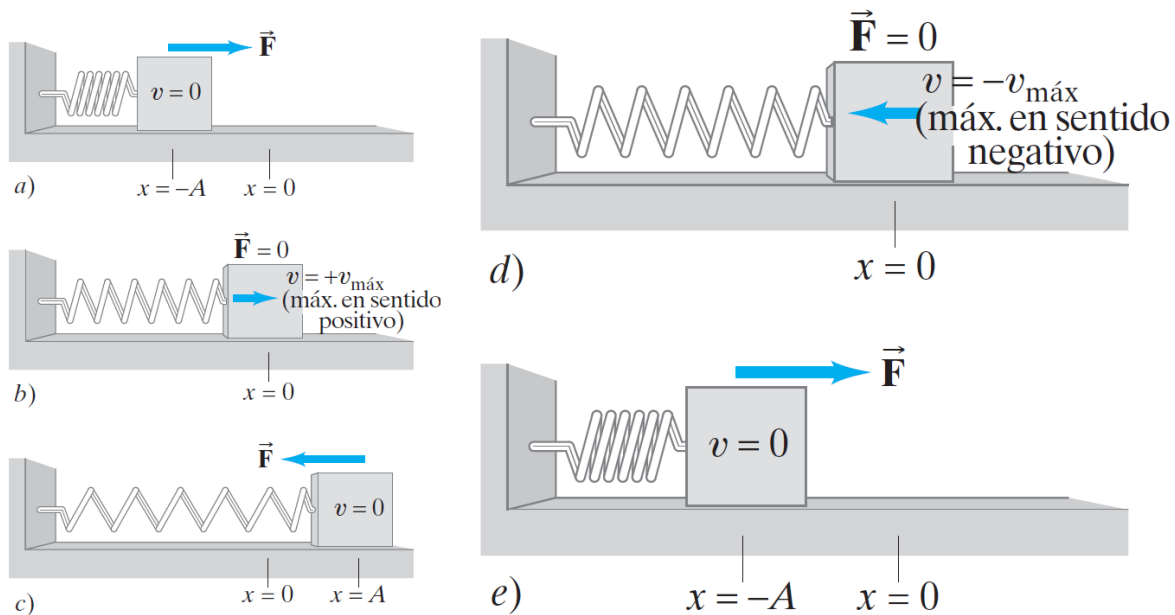 F⃗
v = 0
x = −A
x = 0
a)
F⃗ = 0
v = +vmáx
(máx. en sentido
positivo)
x = 0
b)
F⃗
v = 0
x = 0
x = A
c)
F⃗ = 0
v = −vmáx
(máx. en sentido
negativo)
x = 0
d)
F⃗
v = 0
x = −A
x = 0
e)